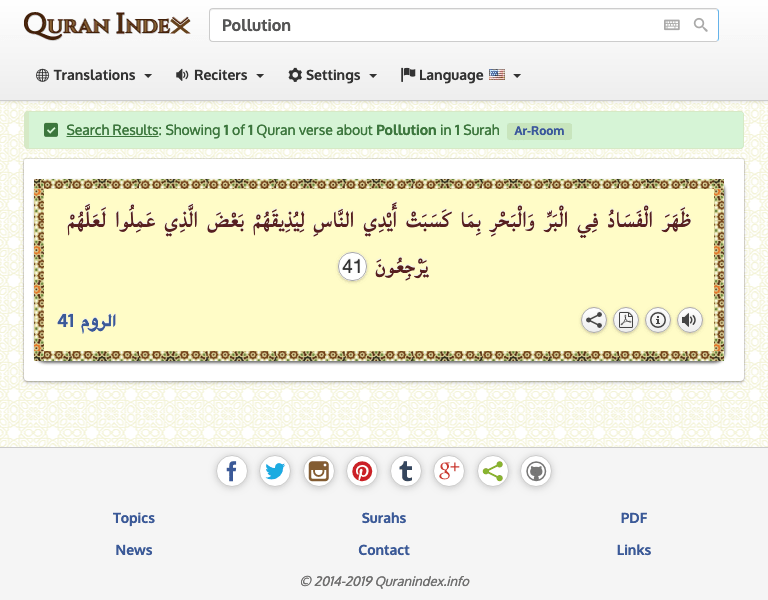 Quran Index
Pollution
Translations
Reciters
Settings
Language
Search Results: Showing 1 of 1 Quran verse about Pollution in 1 Surah Ar-Room
ظَهَرَ الْفَسَادُ فِي الْبَرِّ وَالْبَحْرِ بِمَا كَسَبَتْ أَيْدِي النَّاسِ لِيُذِيقَهُمْ بَعْضَ الَّذِي عَمِلُوا لَعَلَّهُمْ
يَرْجِعُونَ 41
الروم 41
Topics Surahs PDF
News Contact Links
© 2014-2019 Quranindex.info